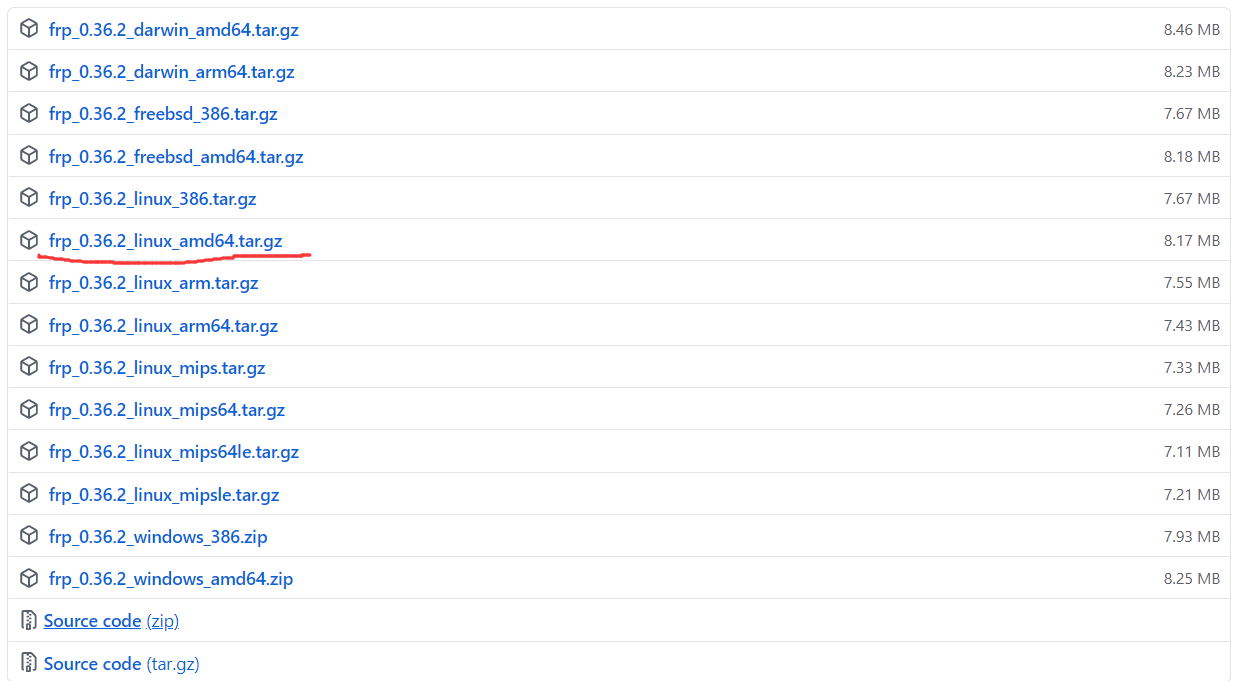 frp_0.36.2_darwin_amd64.tar.gz 8.46 MB
frp_0.36.2_darwin_arm64.tar.gz 8.23 MB
frp_0.36.2_freebsd_386.tar.gz 7.67 MB
frp_0.36.2_freebsd_amd64.tar.gz 8.18 MB
frp_0.36.2_linux_386.tar.gz 7.67 MB
frp_0.36.2_linux_amd64.tar.gz 8.17 MB
frp_0.36.2_linux_arm.tar.gz 7.55 MB
frp_0.36.2_linux_arm64.tar.gz 7.43 MB
frp_0.36.2_linux_mips.tar.gz 7.33 MB
frp_0.36.2_linux_mips64.tar.gz 7.26 MB
frp_0.36.2_linux_mips64le.tar.gz 7.11 MB
frp_0.36.2_linux_mipsle.tar.gz 7.21 MB
frp_0.36.2_windows_386.zip 7.93 MB
frp_0.36.2_windows_amd64.zip 8.25 MB
Source code (zip)
Source code (tar.gz)